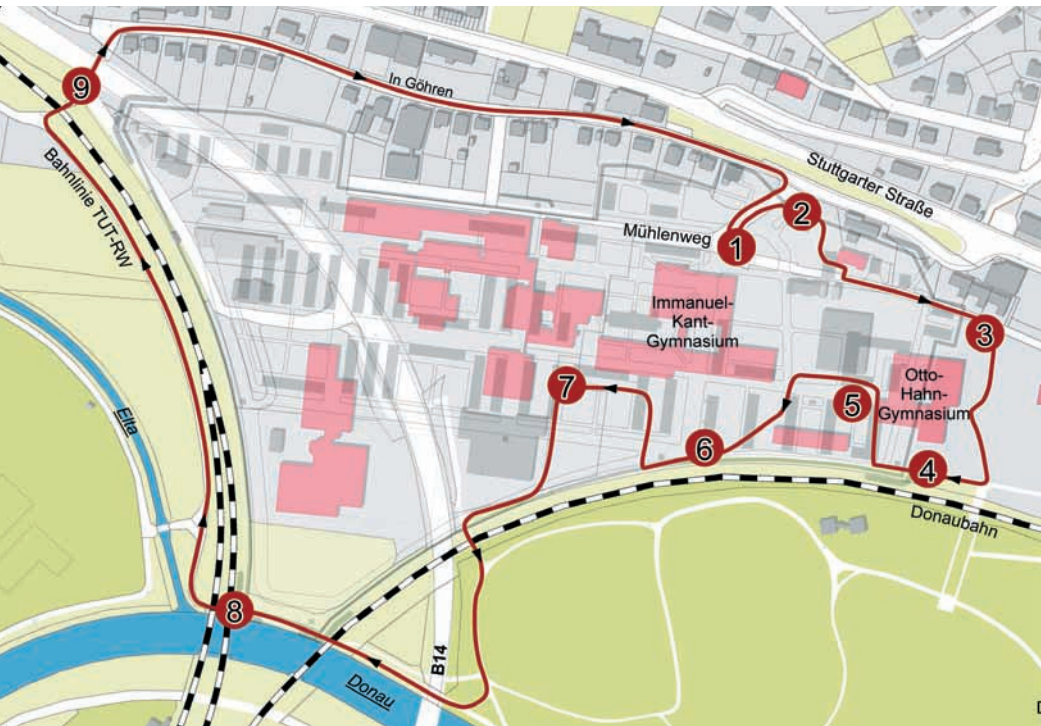 9
In Göhren
Stuttgarter Straße
2
Mühlenweg
1
Bahnlinie TUT-RW
Immanuel-
Kant-
Gymnasium
3
Otto-
Hahn-
Gymnasium
7
5
Elta
6
4
Donaubahn
8
B14
Donau
D